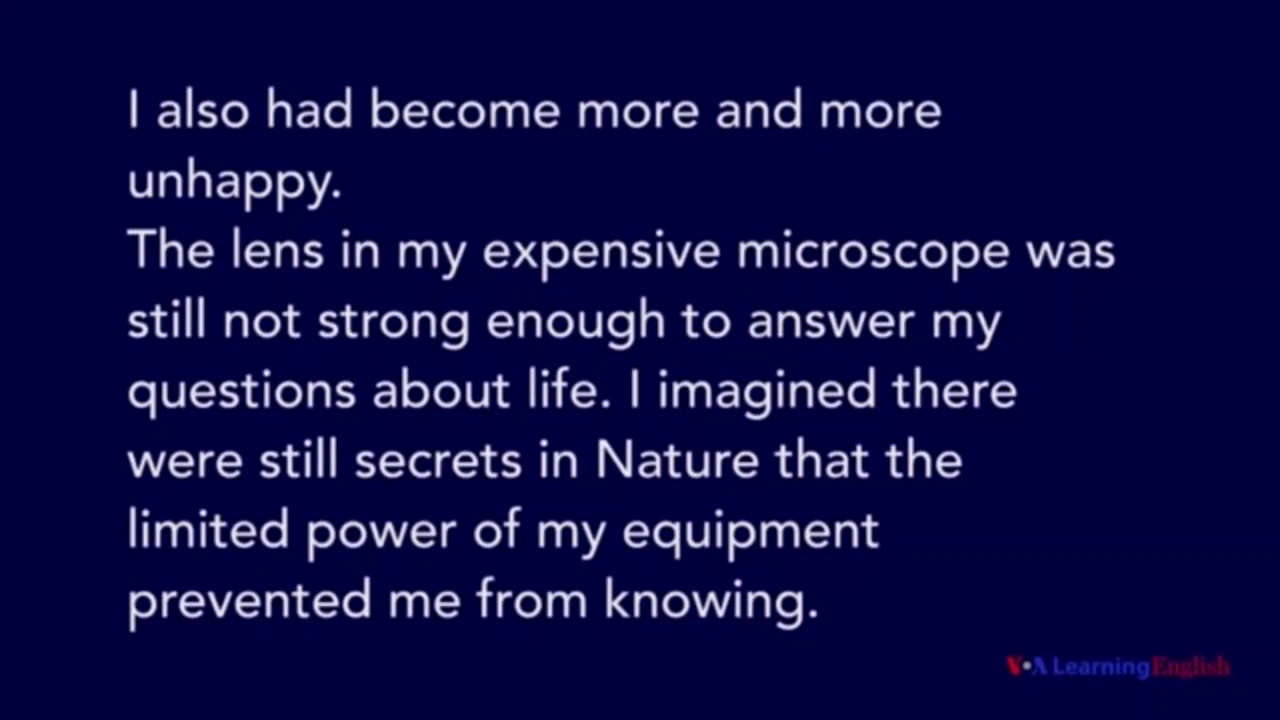 I also had become more and more
unhappy.
The lens in my expensive microscope was
still not strong enough to answer my
questions about life. I imagined there
were still secrets in Nature that the
limited power of my equipment
prevented me from knowing.
VOA Learning English